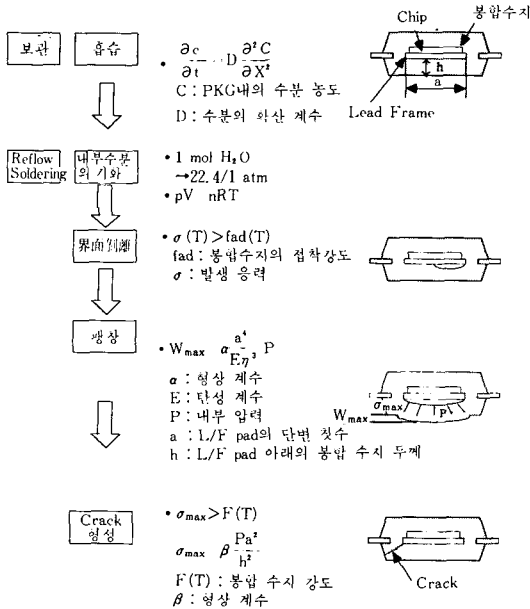 보관 흡습
• ∂c/∂t D ∂²C/∂X²
C : PKG내의 수분 농도
D : 수분의 확산 계수
Chip
봉합수지
h
a
Lead Frame
Reflow Soldering
내부수분의 기화
• 1 mol H₂O
→22.4/1 atm
• pV nRT
界面剝離
• σ(T)>fad(T)
fad : 봉합수지의 접착강도
σ : 발생 응력
팽창
• Wmax α a⁴/Eη³ P
α : 형상 계수
E : 탄성 계수
P : 내부 압력
a : L/F pad의 단변 칫수
h : L/F pad 아래의 봉합 수지 두께
σmax
Wmax
P
Crack 형성
• σmax>F(T)
σmax β Pa²/h²
F(T) : 봉합 수지 강도
β : 형상 계수
Crack